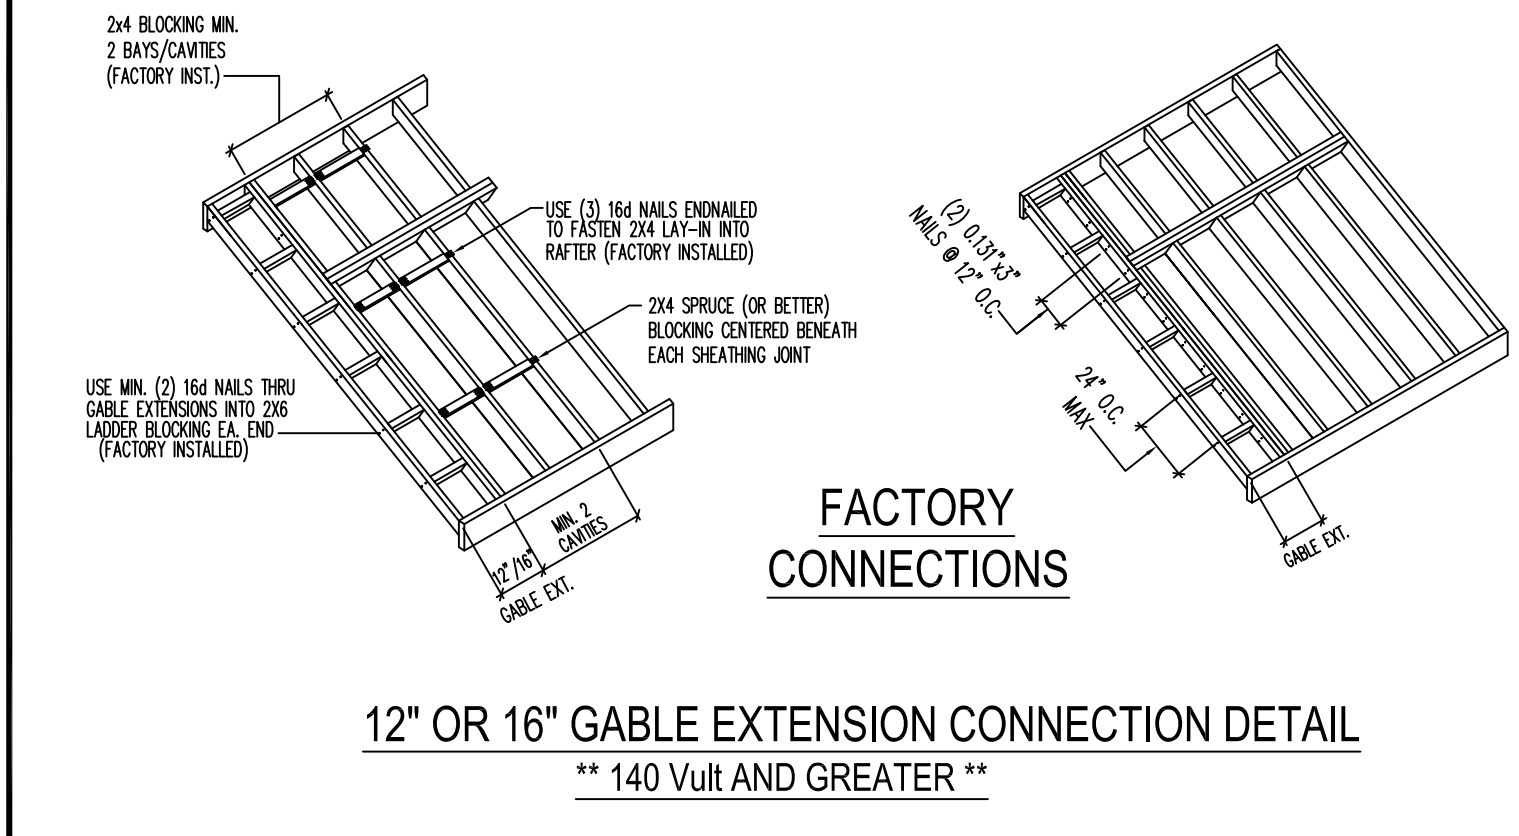 2x4 BLOCKING MIN.
2 BAYS/CAVITIES
(FACTORY INST.)
USE (3) 16d NAILS ENDNAILED
TO FASTEN 2X4 LAY-IN INTO
RAFTER (FACTORY INSTALLED)
2X4 SPRUCE (OR BETTER)
BLOCKING CENTERED BENEATH
EACH SHEATHING JOINT
USE MIN. (2) 16d NAILS THRU
GABLE EXTENSIONS INTO 2X6
LADDER BLOCKING EA. END
(FACTORY INSTALLED)
MIN. 2
CAVITIES
12"/16"
GABLE EXT.
(2) 0.131"x3"
NAILS @ 12" O.C.
24" O.C.
MAX
GABLE EXT.
FACTORY
CONNECTIONS
12" OR 16" GABLE EXTENSION CONNECTION DETAIL
** 140 Vult AND GREATER **